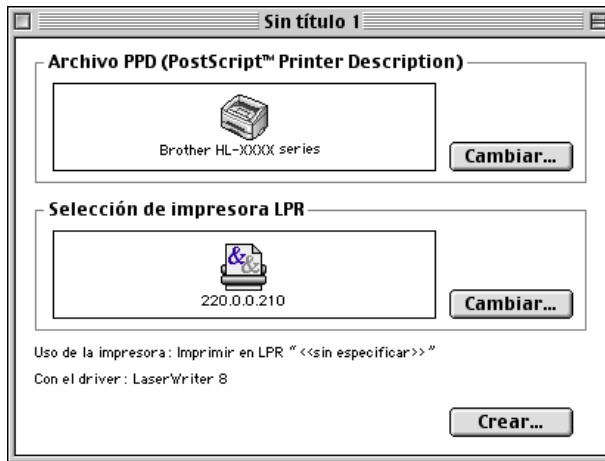 Sin título 1
Archivo PPD (PostScript™ Printer Description)
Brother HL-XXXX series
Cambiar...
Selección de impresora LPR
&&
220.0.0.210
Cambiar...
Uso de la impresora: Imprimir en LPR "<<sin especificar>>"
Con el driver: LaserWriter 8
Crear...